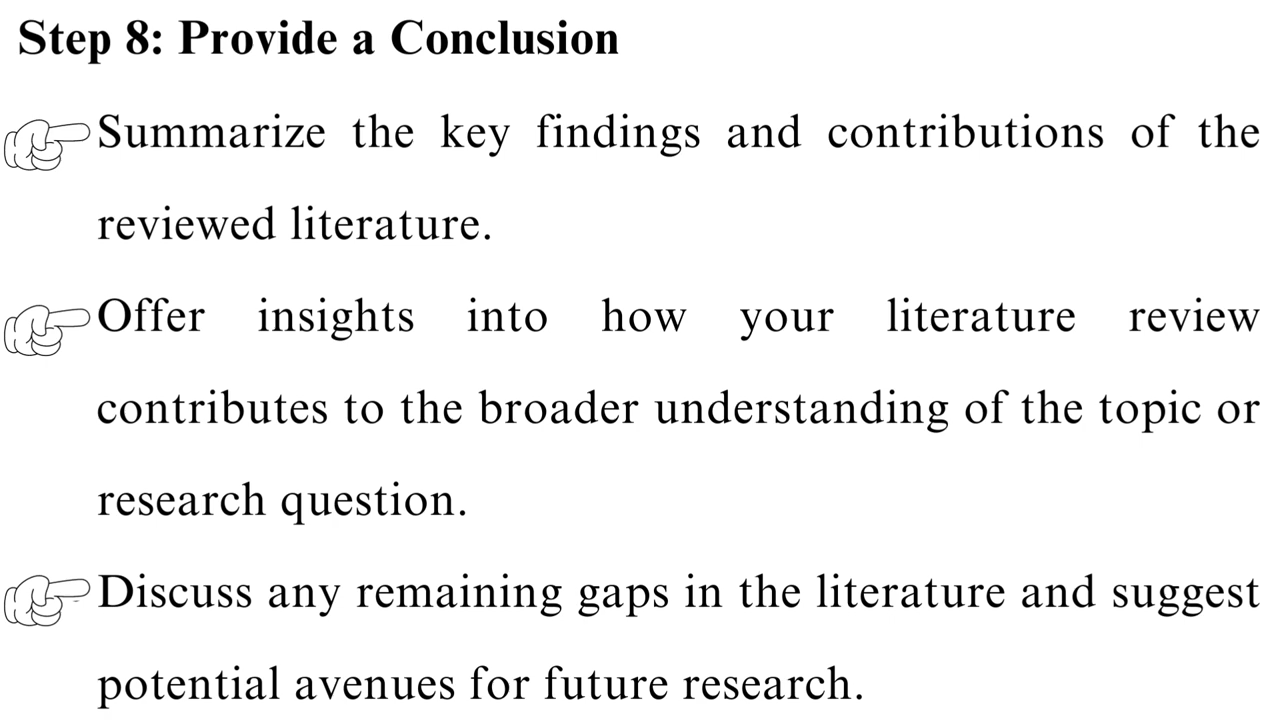 Step 8: Provide a Conclusion
Summarize the key findings and contributions of the
reviewed literature.
Offer insights into how your literature review
contributes to the broader understanding of the topic or
research question.
Discuss any remaining gaps in the literature and suggest
potential avenues for future research.